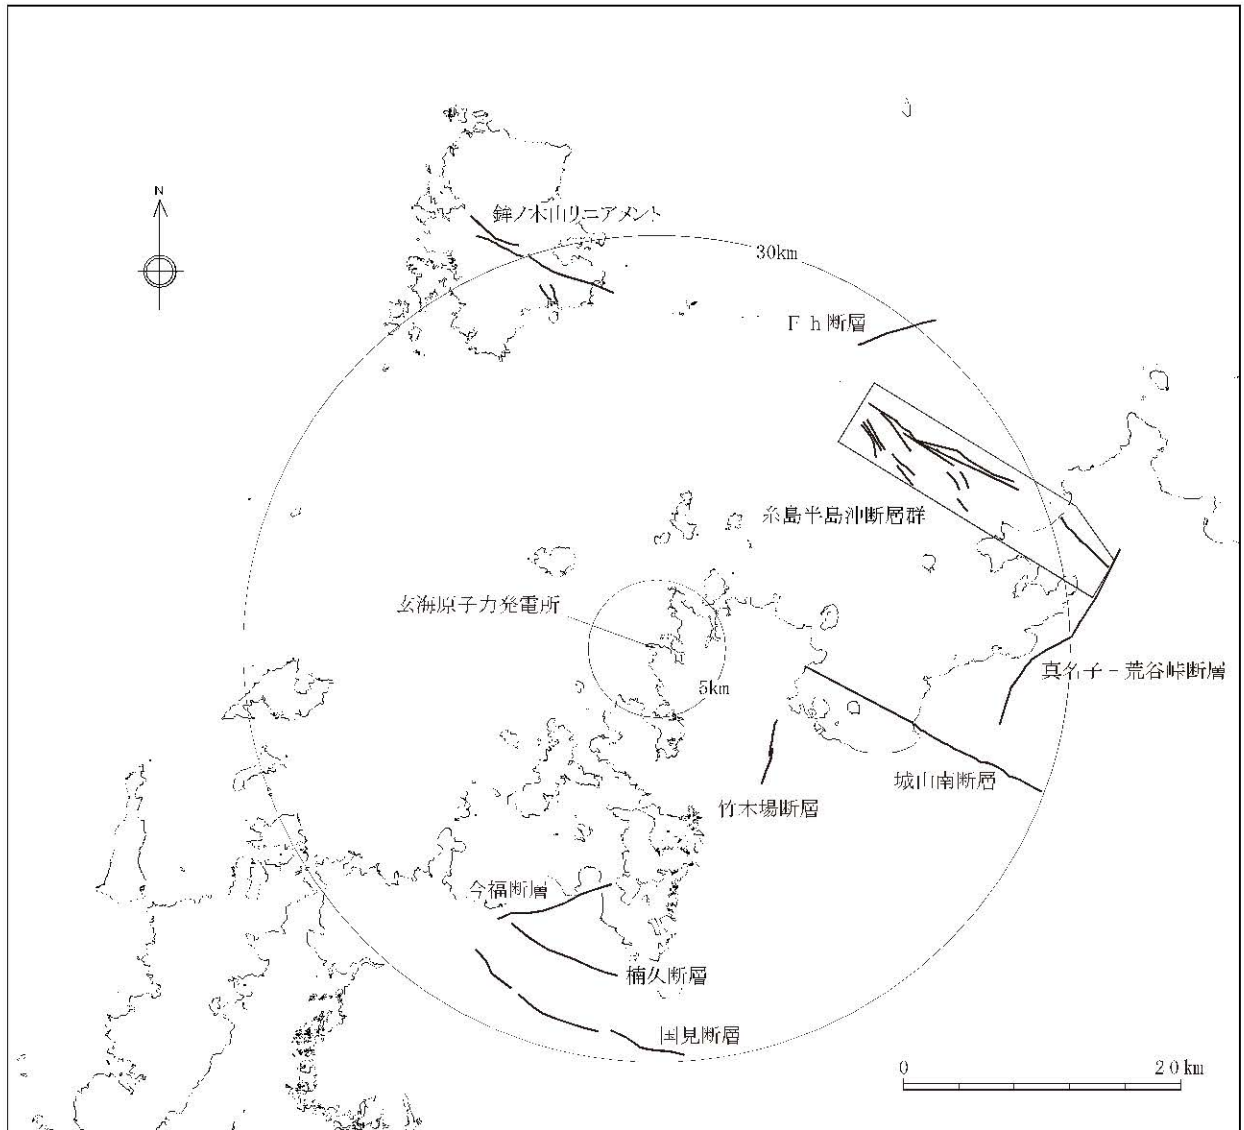 N
鉾ノ木山リニアメント
30km
Ｆｈ断層
糸島半島沖断層群
玄海原子力発電所
5km
真名子－荒谷峠断層
城山南断層
竹木場断層
今福断層
楠久断層
国見断層
0
20km